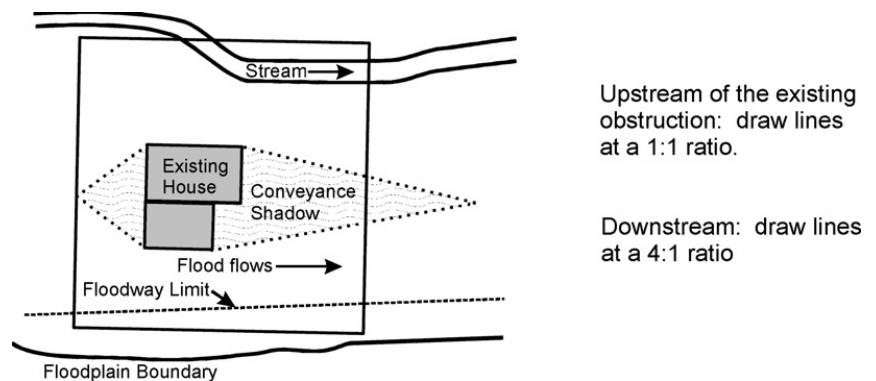 Stream
Existing
House
Conveyance
Shadow
Flood flows
Floodway Limit
Floodplain Boundary
Upstream of the existing
obstruction: draw lines
at a 1:1 ratio.
Downstream: draw lines
at a 4:1 ratio